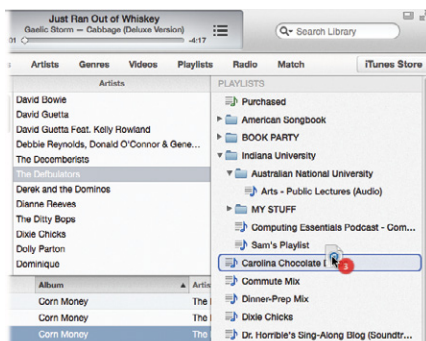 Just Ran Out of Whiskey
Gaelic Storm — Cabbage (Deluxe Version)
01
-4:17
Search Library
Artists Genres Videos Playlists Radio Match iTunes Store
Artists
David Bowie
David Guetta
David Guetta Feat. Kelly Rowland
Debbie Reynolds, Donald O'Connor & Gene...
The Decemberists
The Defibulators
Derek and the Dominos
Dianne Reeves
The Ditty Bops
Dixie Chicks
Dolly Parton
Dominique
Album Artis
Corn Money The
Corn Money The
Corn Money The
PLAYLISTS
Purchased
American Songbook
BOOK PARTY
Indiana University
Australian National University
Arts - Public Lectures (Audio)
MY STUFF
Computing Essentials Podcast - Com...
Sam's Playlist
Carolina Chocolate
3
Commute Mix
Dinner-Prep Mix
Dixie Chicks
Dr. Horrible's Sing-Along Blog (Soundtr...